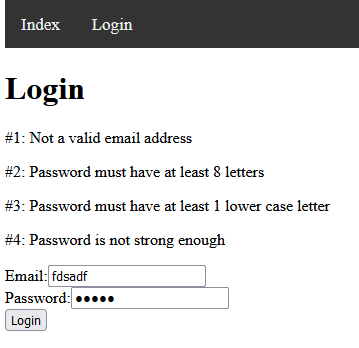 Index Login
Login
#1: Not a valid email address
#2: Password must have at least 8 letters
#3: Password must have at least 1 lower case letter
#4: Password is not strong enough
Email: fdsadf
Password: ●●●●●
Login